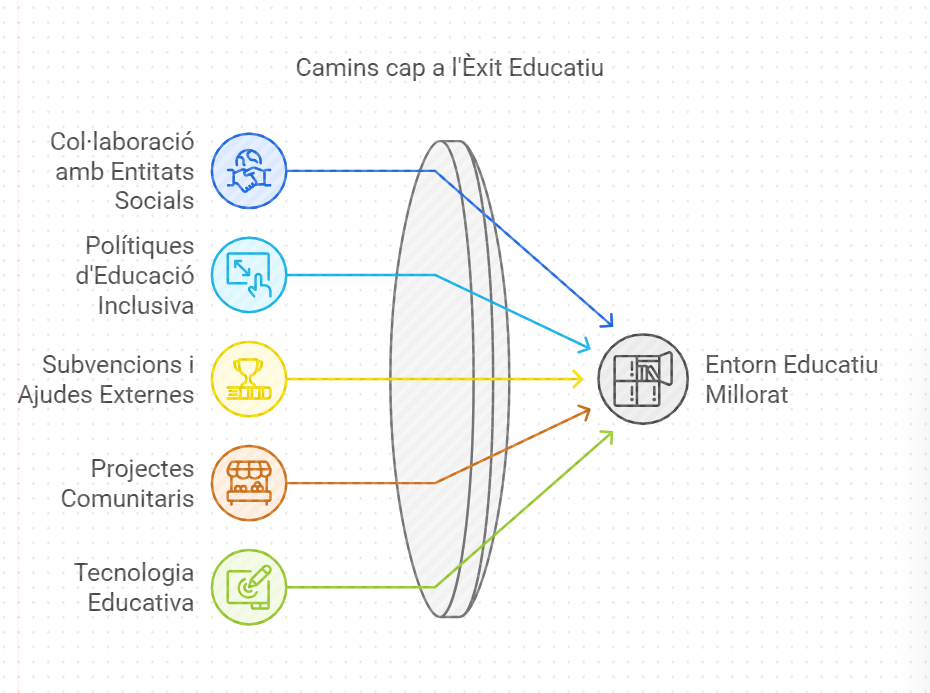 Camins cap a l'Èxit Educatiu
Col·laboració
amb Entitats
Socials
Polítiques
d'Educació
Inclusiva
Subvencions i
Ajudes Externes
Projectes
Comunitaris
Tecnologia
Educativa
Entorn Educatiu
Millorat